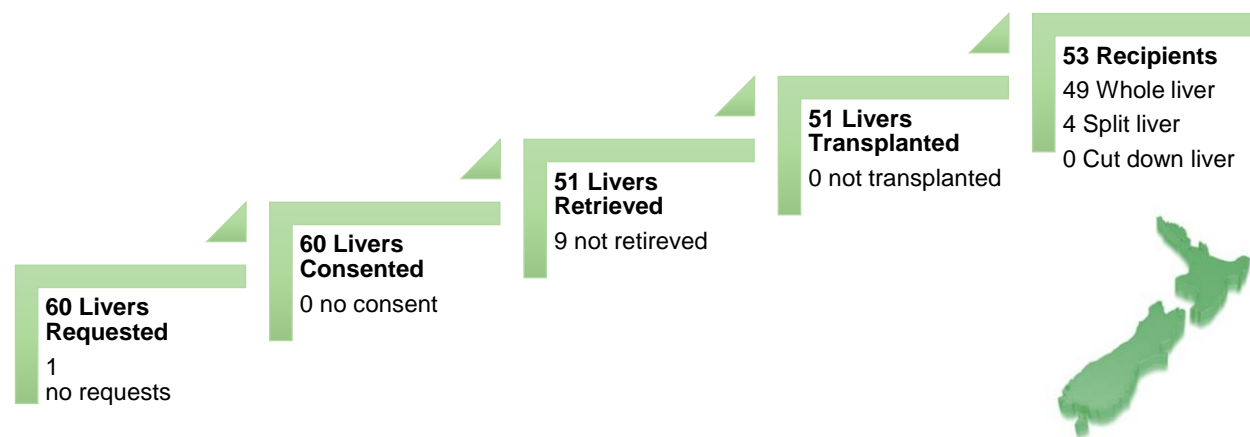 60 Livers
Requested
1
no requests
60 Livers
Consented
0 no consent
51 Livers
Retrieved
9 not retireved
51 Livers
Transplanted
0 not transplanted
53 Recipients
49 Whole liver
4 Split liver
0 Cut down liver